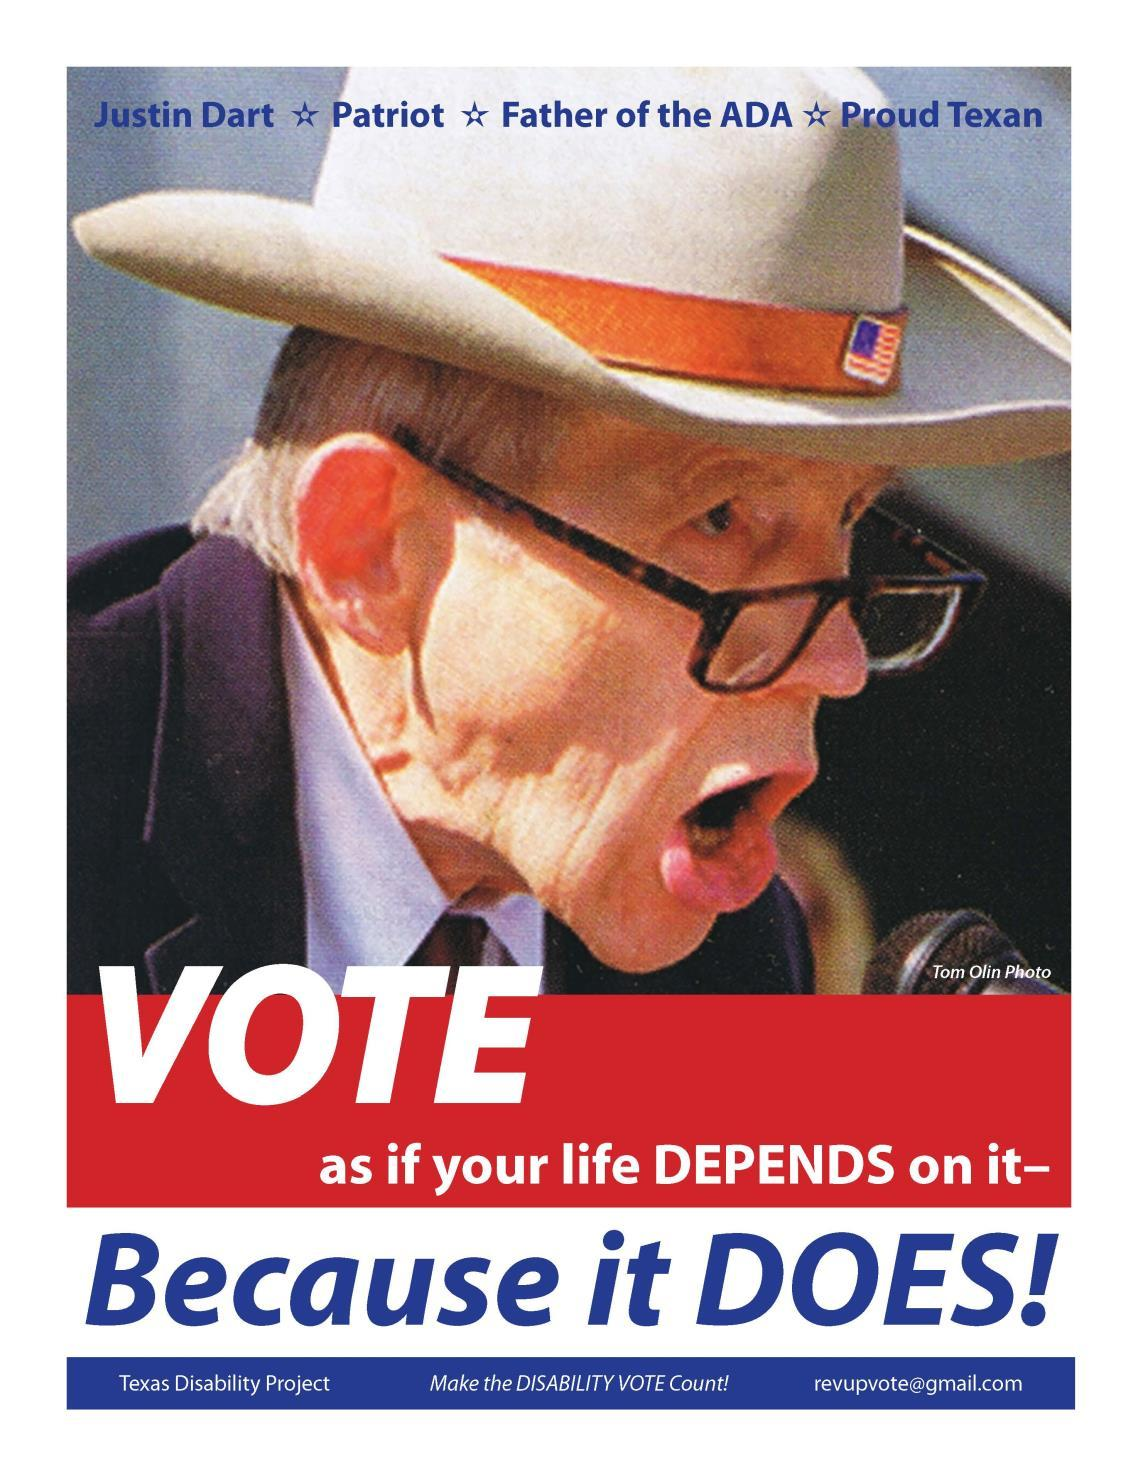 Justin Dart ☆ Patriot ☆ Father of the ADA ☆ Proud Texan
Tom Olin Photo
VOTE
as if your life DEPENDS on it–
Because it DOES!
Texas Disability Project Make the DISABILITY VOTE Count! revupvote@gmail.com